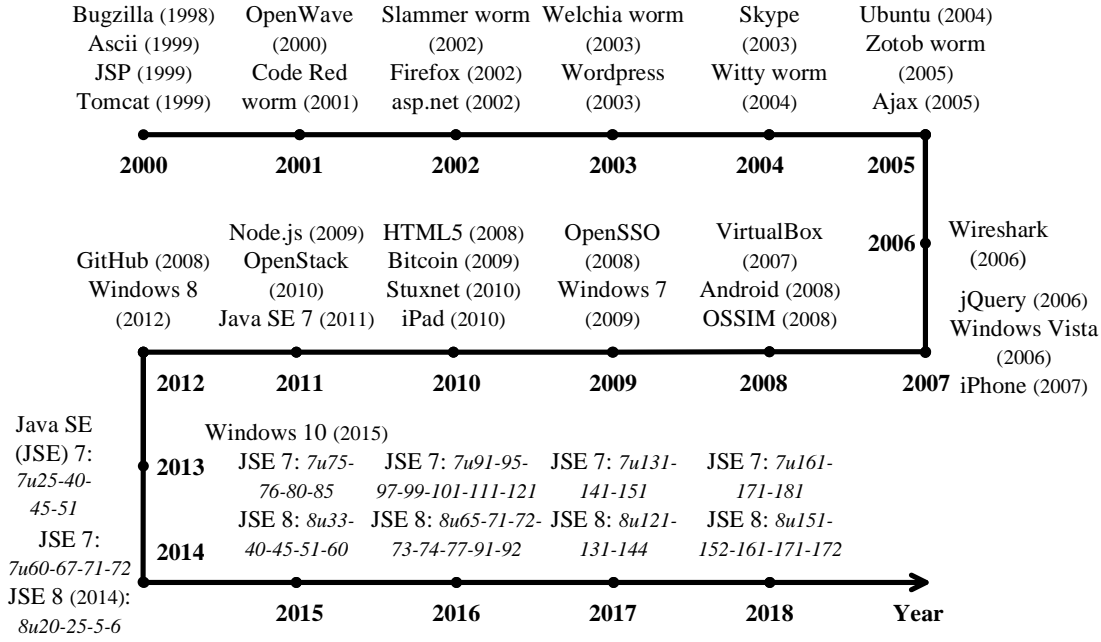 Bugzilla (1998)
Ascii (1999)
JSP (1999)
Tomcat (1999)
OpenWave
(2000)
Code Red
worm (2001)
Slammer worm
(2002)
Firefox (2002)
asp.net (2002)
Welchia worm
(2003)
Wordpress
(2003)
Skype
(2003)
Witty worm
(2004)
Ubuntu (2004)
Zotob worm
(2005)
Ajax (2005)
2000
2001
2002
2003
2004
2005
2006
Wireshark
(2006)
jQuery (2006)
Windows Vista
(2006)
iPhone (2007)
GitHub (2008)
Windows 8
(2012)
Node.js (2009)
OpenStack
(2010)
Java SE 7 (2011)
HTML5 (2008)
Bitcoin (2009)
Stuxnet (2010)
iPad (2010)
OpenSSO
(2008)
Windows 7
(2009)
VirtualBox
(2007)
Android (2008)
OSSIM (2008)
2012
2011
2010
2009
2008
2007
Java SE
(JSE) 7:
7u25-40-
45-51
2013
JSE 7:
7u60-67-71-72
JSE 8 (2014):
8u20-25-5-6
2014
Windows 10 (2015)
JSE 7: 7u75-
76-80-85
JSE 8: 8u33-
40-45-51-60
JSE 7: 7u91-95-
97-99-101-111-121
JSE 8: 8u65-71-72-
73-74-77-91-92
JSE 7: 7u131-
141-151
JSE 8: 8u121-
131-144
JSE 7: 7u161-
171-181
JSE 8: 8u151-
152-161-171-172
2015
2016
2017
2018
Year